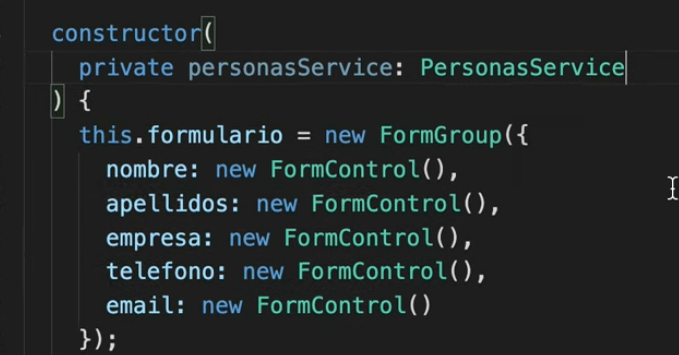 constructor(
private personasService: PersonasService
) {
this.formulario = new FormGroup({
nombre: new FormControl(),
apellidos: new FormControl(),
empresa: new FormControl(),
telefono: new FormControl(),
email: new FormControl()
});